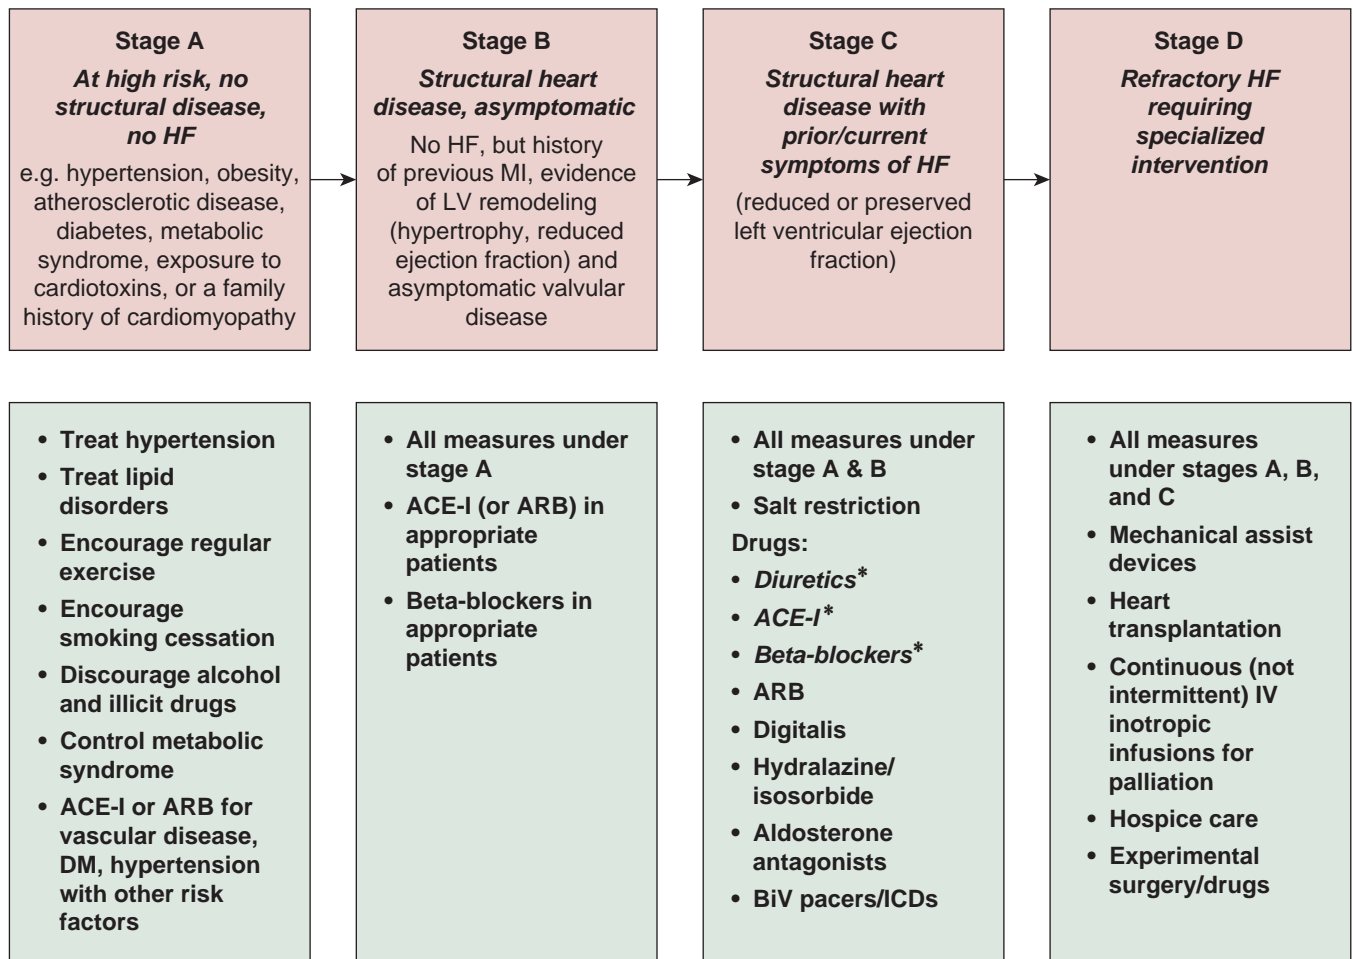 Stage A
At high risk, no
structural disease,
no HF
e.g. hypertension, obesity,
atherosclerotic disease,
diabetes, metabolic
syndrome, exposure to
cardiotoxins, or a family
history of cardiomyopathy
Stage B
Structural heart
disease, asymptomatic
No HF, but history
of previous MI, evidence
of LV remodeling
(hypertrophy, reduced
ejection fraction) and
asymptomatic valvular
disease
Stage C
Structural heart
disease with
prior/current
symptoms of HF
(reduced or preserved
left ventricular ejection
fraction)
Stage D
Refractory HF
requiring
specialized
intervention
• Treat hypertension
• Treat lipid
disorders
• Encourage regular
exercise
• Encourage
smoking cessation
• Discourage alcohol
and illicit drugs
• Control metabolic
syndrome
• ACE-I or ARB for
vascular disease,
DM, hypertension
with other risk
factors
• All measures under
stage A
• ACE-I (or ARB) in
appropriate
patients
• Beta-blockers in
appropriate
patients
• All measures under
stage A & B
• Salt restriction
Drugs:
• Diuretics*
• ACE-I*
• Beta-blockers*
• ARB
• Digitalis
• Hydralazine/
isosorbide
• Aldosterone
antagonists
• BiV pacers/ICDs
• All measures
under stages A, B,
and C
• Mechanical assist
devices
• Heart
transplantation
• Continuous (not
intermittent) IV
inotropic
infusions for
palliation
• Hospice care
• Experimental
surgery/drugs